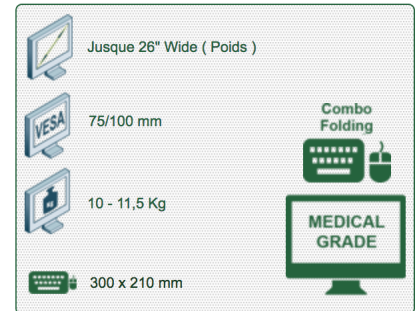 Jusque 26" Wide ( Poids )
VESA
75/100 mm
Combo
Folding
10 - 11,5 Kg
MEDICAL
GRADE
300 x 210 mm